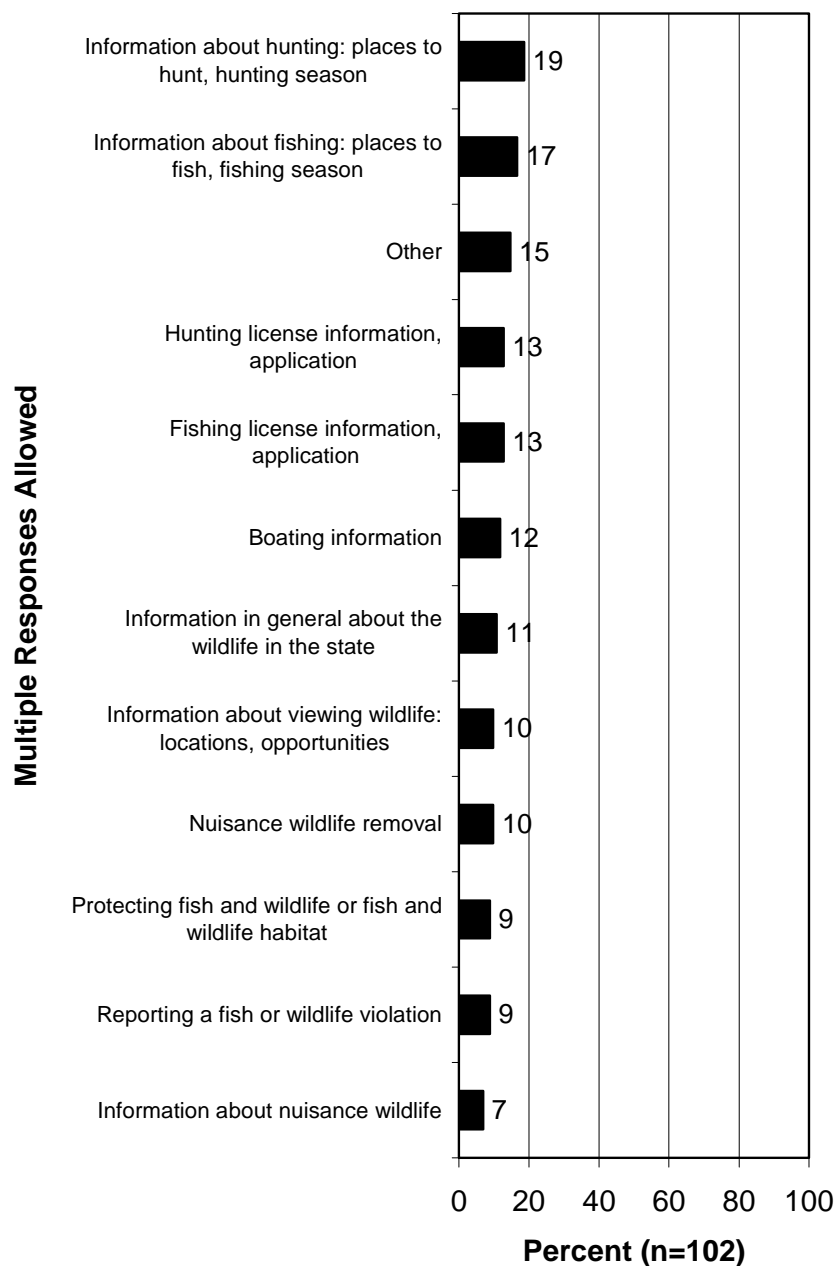 Multiple Responses Allowed
Information about hunting: places to
hunt, hunting season
19
Information about fishing: places to
fish, fishing season
17
Other
15
Hunting license information,
application
13
Fishing license information,
application
13
Boating information
12
Information in general about the
wildlife in the state
11
Information about viewing wildlife:
locations, opportunities
10
Nuisance wildlife removal
10
Protecting fish and wildlife or fish and
wildlife habitat
9
Reporting a fish or wildlife violation
9
Information about nuisance wildlife
7
0 20 40 60 80 100
Percent (n=102)